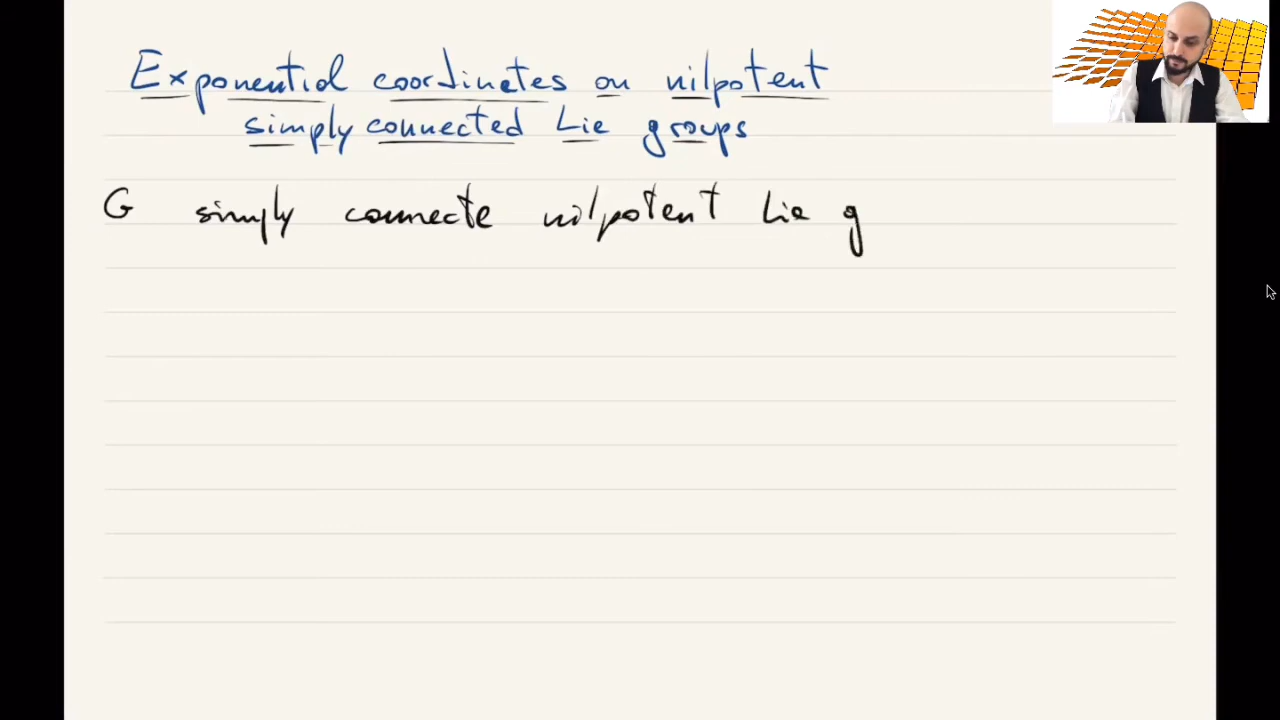 Exponential coordinates on nilpotent
simply connected Lie groups
G simply connecte nilpotent Lie g